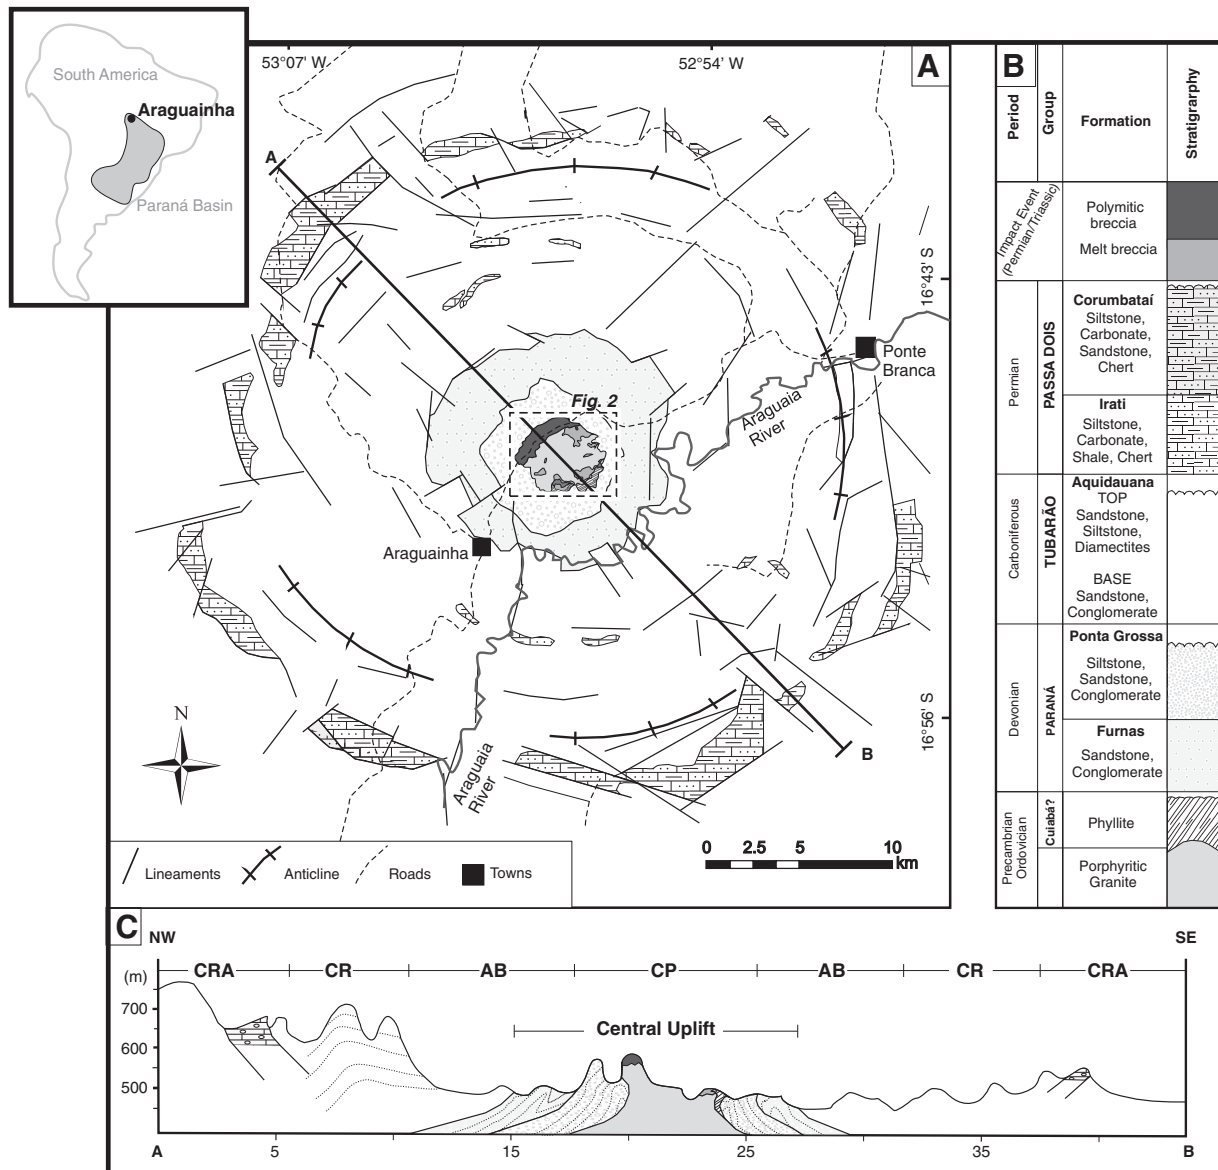 South America
Araguainha
Paraná Basin
53°07' W
52°54' W
A
A
16°43' S
Ponte
Branca
Fig. 2
Araguaia
River
Araguainha
16°56' S
N
B
Araguaia
River
0 2.5 5 10
km
Lineaments
Anticline
Roads
Towns
B
Period
Group
Formation
Stratigrarphy
Impact Event
(Permian/Triassic)
Polymitic
breccia
Melt breccia
Permian
PASSA DOIS
Corumbataí
Siltstone,
Carbonate,
Sandstone,
Chert
Irati
Siltstone,
Carbonate,
Shale, Chert
Carboniferous
TUBARÃO
Aquidauana
TOP
Sandstone,
Siltstone,
Diamectites
BASE
Sandstone,
Conglomerate
Devonian
PARANÁ
Ponta Grossa
Siltstone,
Sandstone,
Conglomerate
Furnas
Sandstone,
Conglomerate
Precambrian
Ordovician
Cuiabá?
Phyllite
Porphyritic
Granite
C
NW
SE
(m)
CRA CR AB CP AB CR CRA
700
600
500
Central Uplift
A 5 15 25 35 B